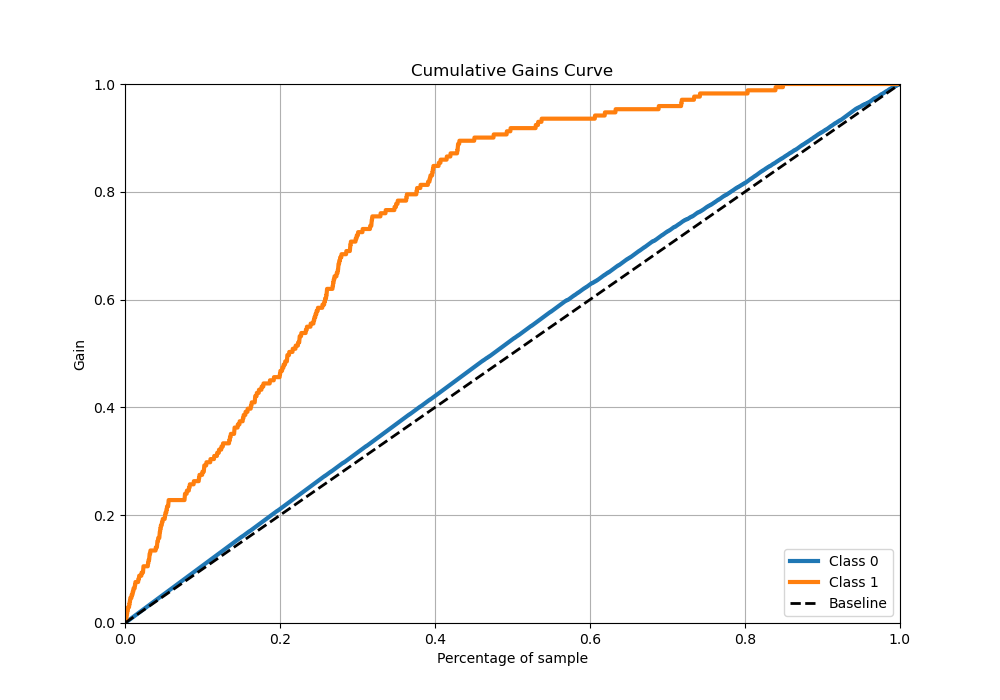 Cumulative Gains Curve
1.0
0.8
0.6
0.4
0.2
0.0
Gain
0.0 0.2 0.4 0.6 0.8 1.0
Percentage of sample
Class 0
Class 1
Baseline